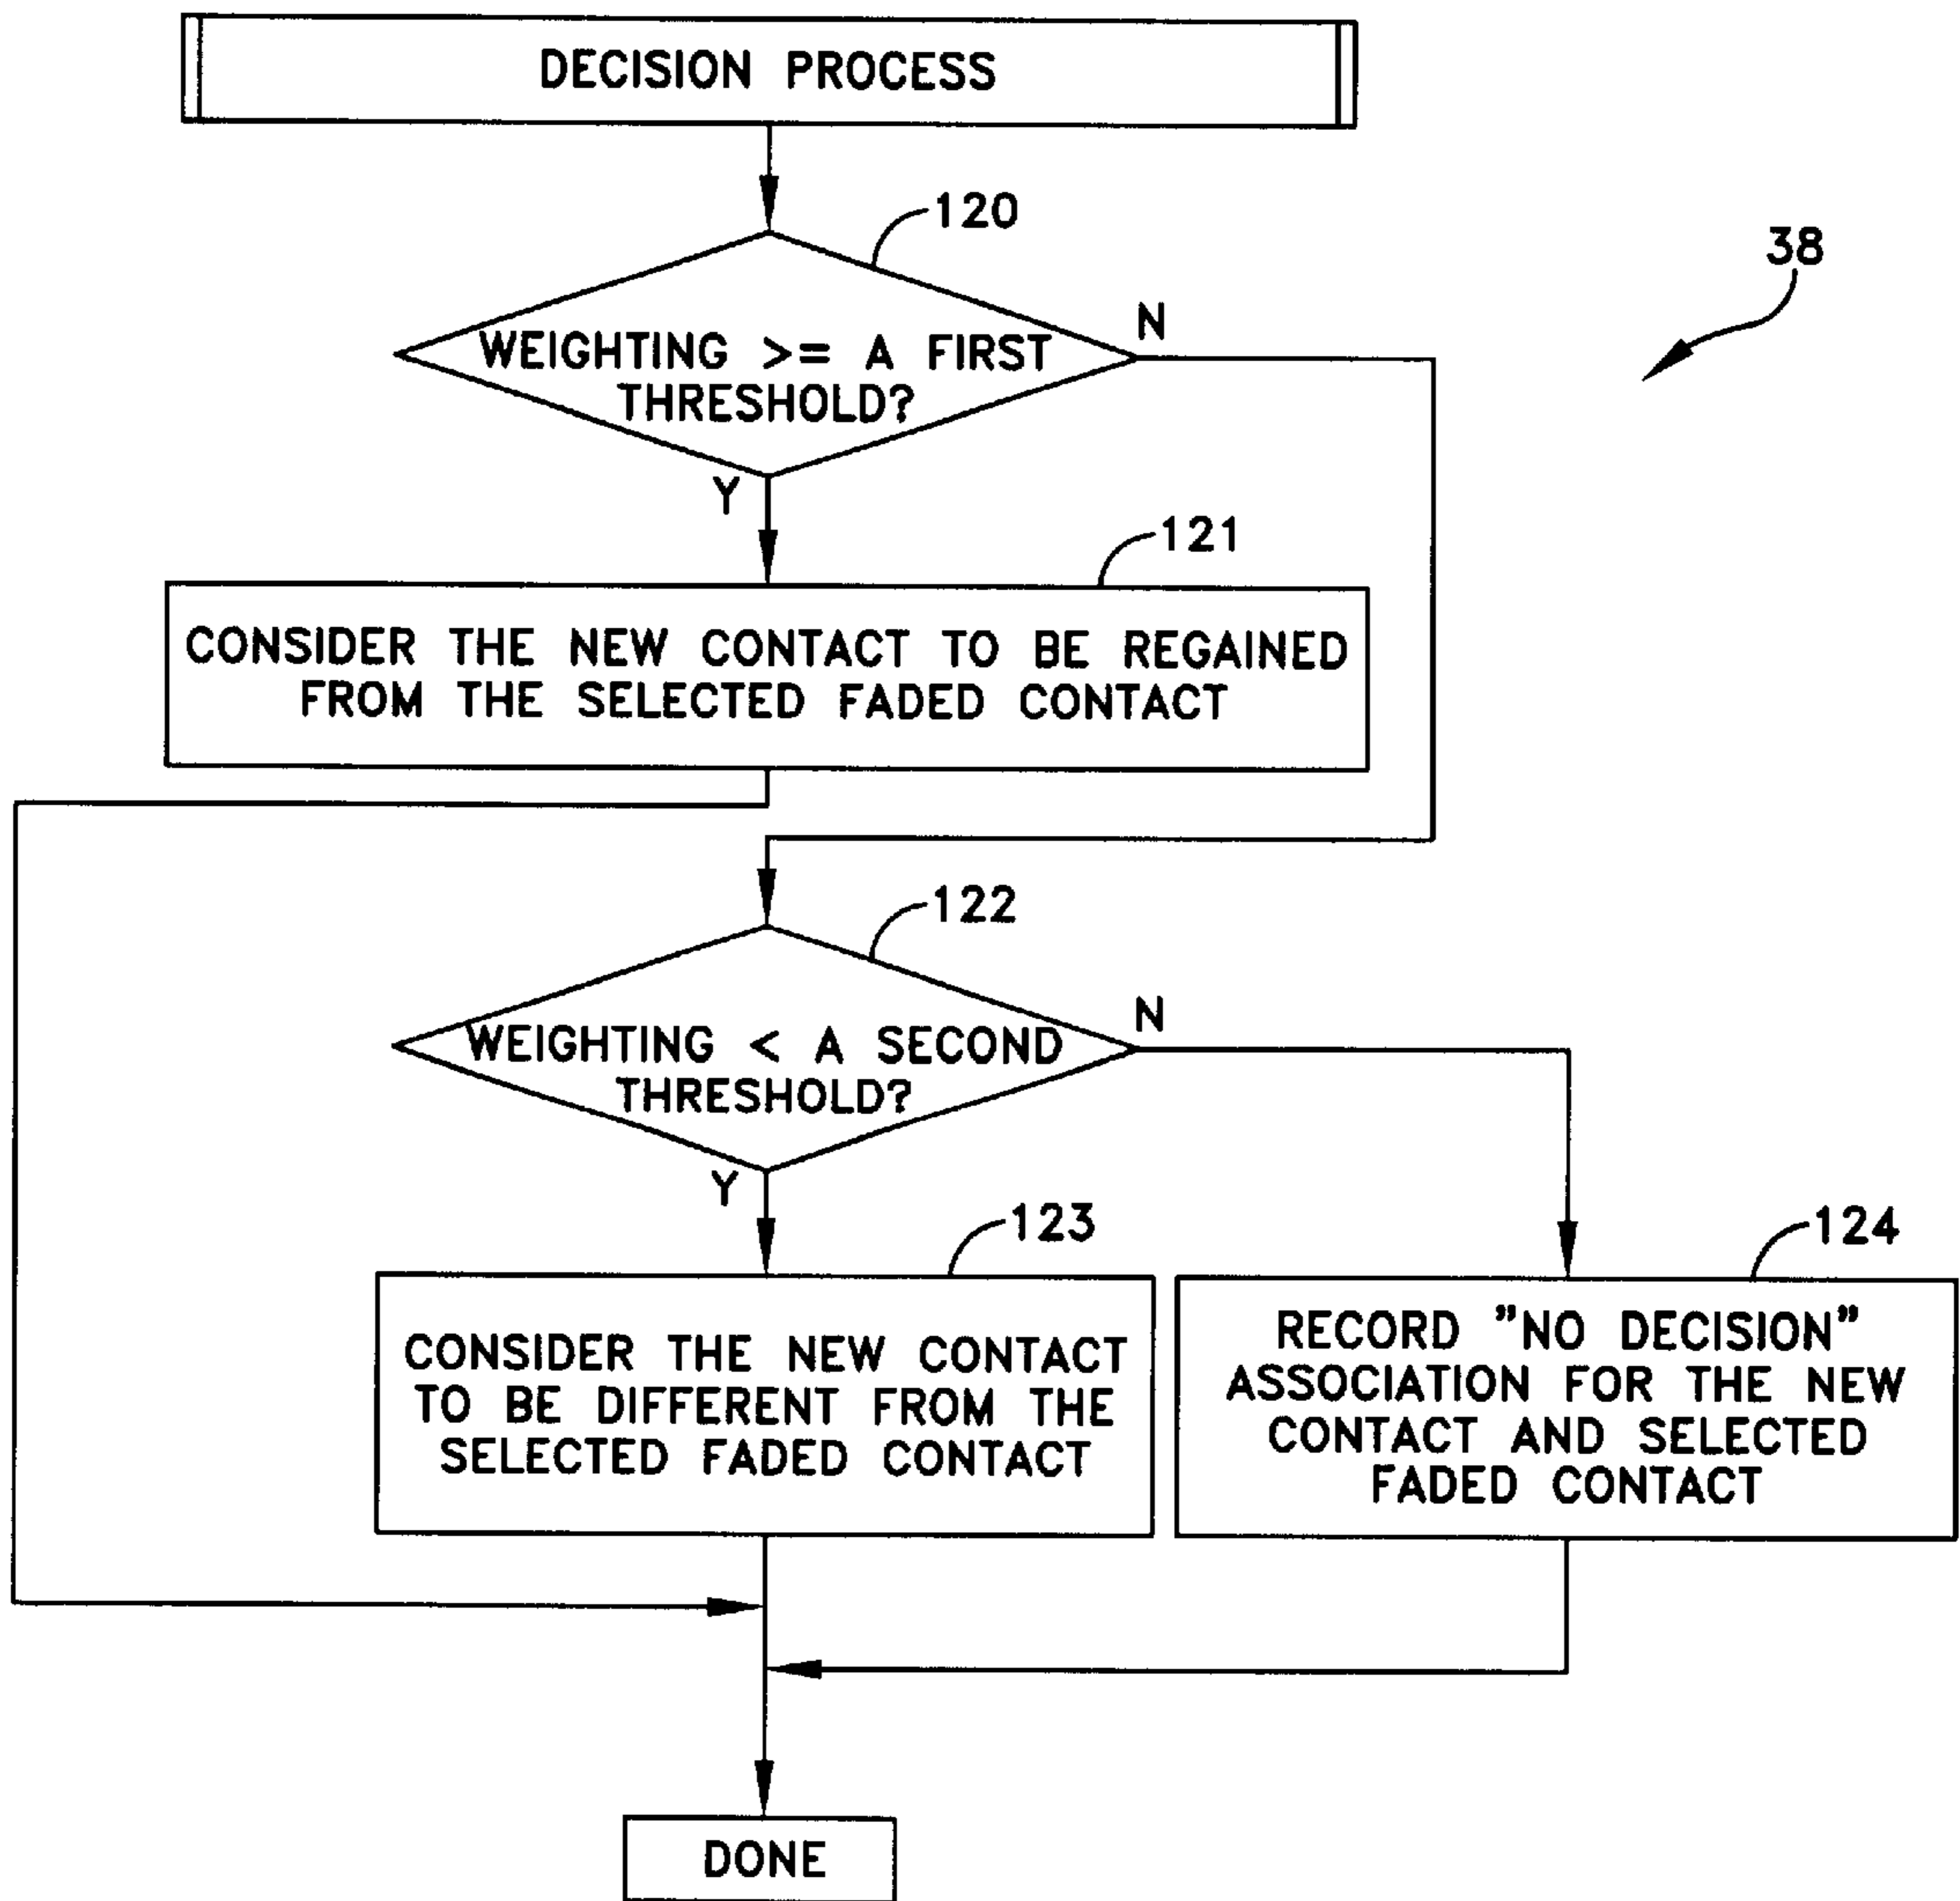 DECISION PROCESS
120
38
WEIGHTING >= A FIRST
THRESHOLD?
N
Y
121
CONSIDER THE NEW CONTACT TO BE REGAINED
FROM THE SELECTED FADED CONTACT
122
WEIGHTING < A SECOND
THRESHOLD?
N
Y
123
CONSIDER THE NEW CONTACT
TO BE DIFFERENT FROM THE
SELECTED FADED CONTACT
124
RECORD ”NO DECISION”
ASSOCIATION FOR THE NEW
CONTACT AND SELECTED
FADED CONTACT
DONE